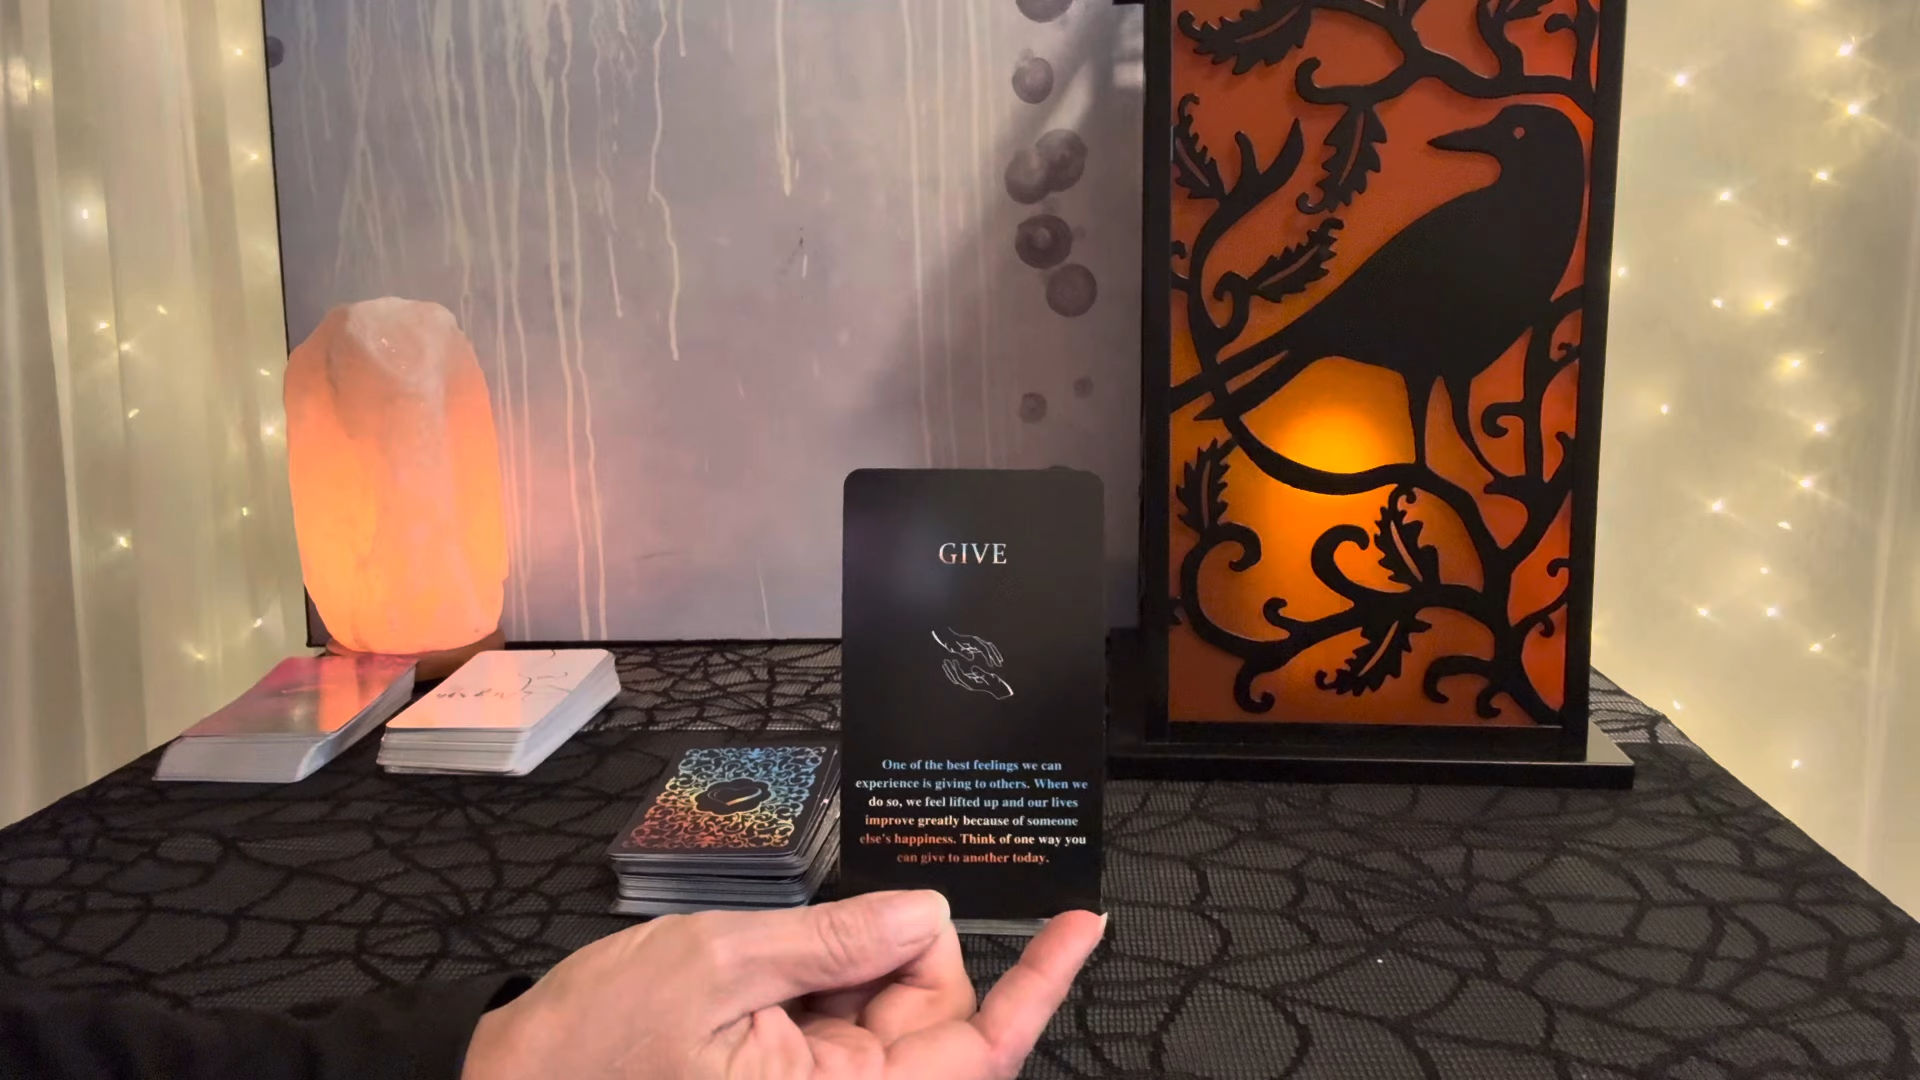 GIVE
One of the best feelings we can
experience is giving to others. When we
do so, we feel lifted up and our lives
improve greatly because of someone
else's happiness. Think of one way you
can give to another today.